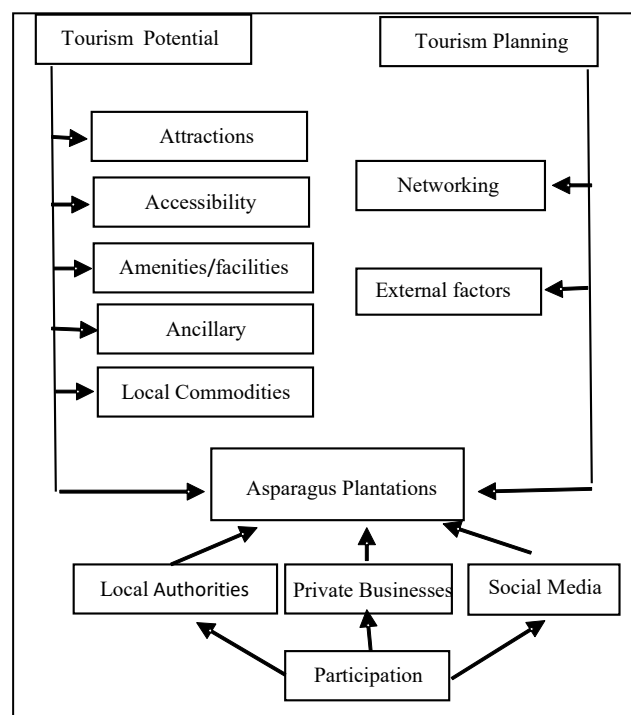 Tourism Potential
Tourism Planning
Attractions
Accessibility
Networking
Amenities/facilities
External factors
Ancillary
Local Commodities
Asparagus Plantations
Local Authorities
Private Businesses
Social Media
Participation